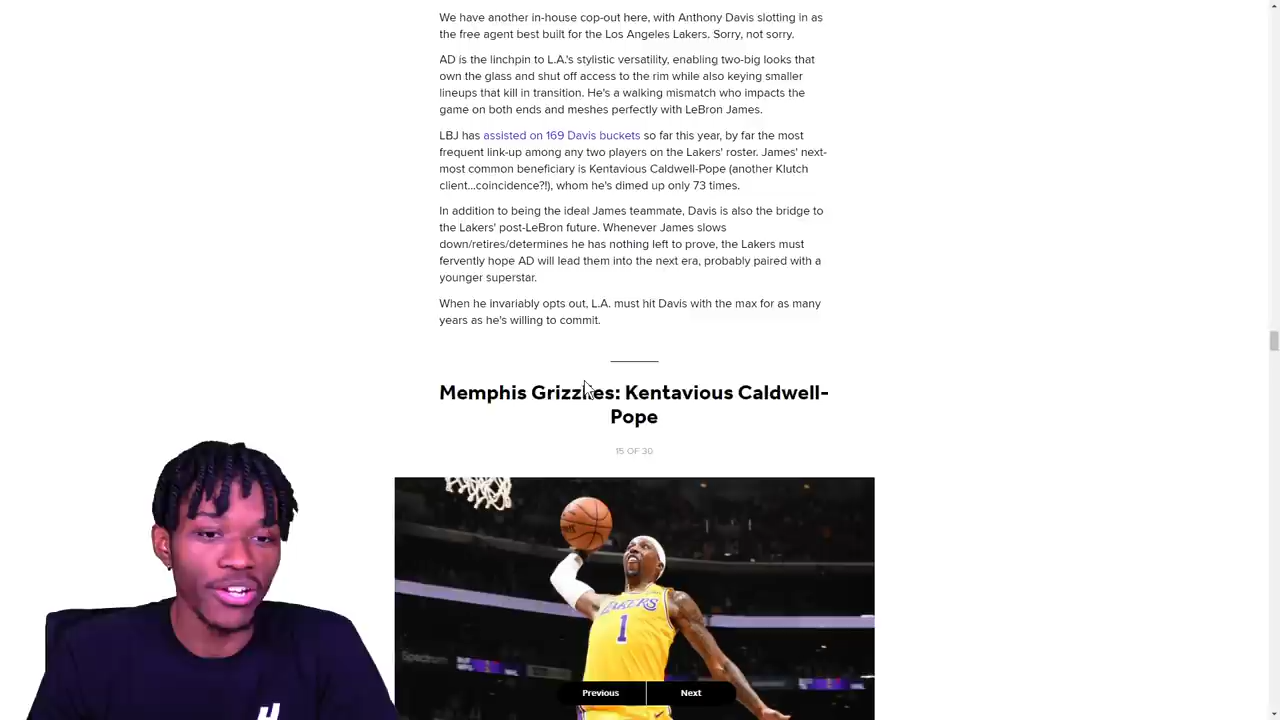 We have another in-house cop-out here, with Anthony Davis slotting in as
the free agent best built for the Los Angeles Lakers. Sorry, not sorry.
AD is the linchpin to L.A.'s stylistic versatility, enabling two-big looks that
own the glass and shut off access to the rim while also keying smaller
lineups that kill in transition. He's a walking mismatch who impacts the
game on both ends and meshes perfectly with LeBron James.
LBJ has assisted on 169 Davis buckets so far this year, by far the most
frequent link-up among any two players on the Lakers' roster. James' next-
most common beneficiary is Kentavious Caldwell-Pope (another Klutch
client...coincidence?!), whom he's dimed up only 73 times.
In addition to being the ideal James teammate, Davis is also the bridge to
the Lakers' post-LeBron future. Whenever James slows
down/retires/determines he has nothing left to prove, the Lakers must
fervently hope AD will lead them into the next era, probably paired with a
younger superstar.
When he invariably opts out, L.A. must hit Davis with the max for as many
years as he's willing to commit.
Memphis Grizzlies: Kentavious Caldwell-
Pope
15 OF 30
LAKERS
1
Previous
Next